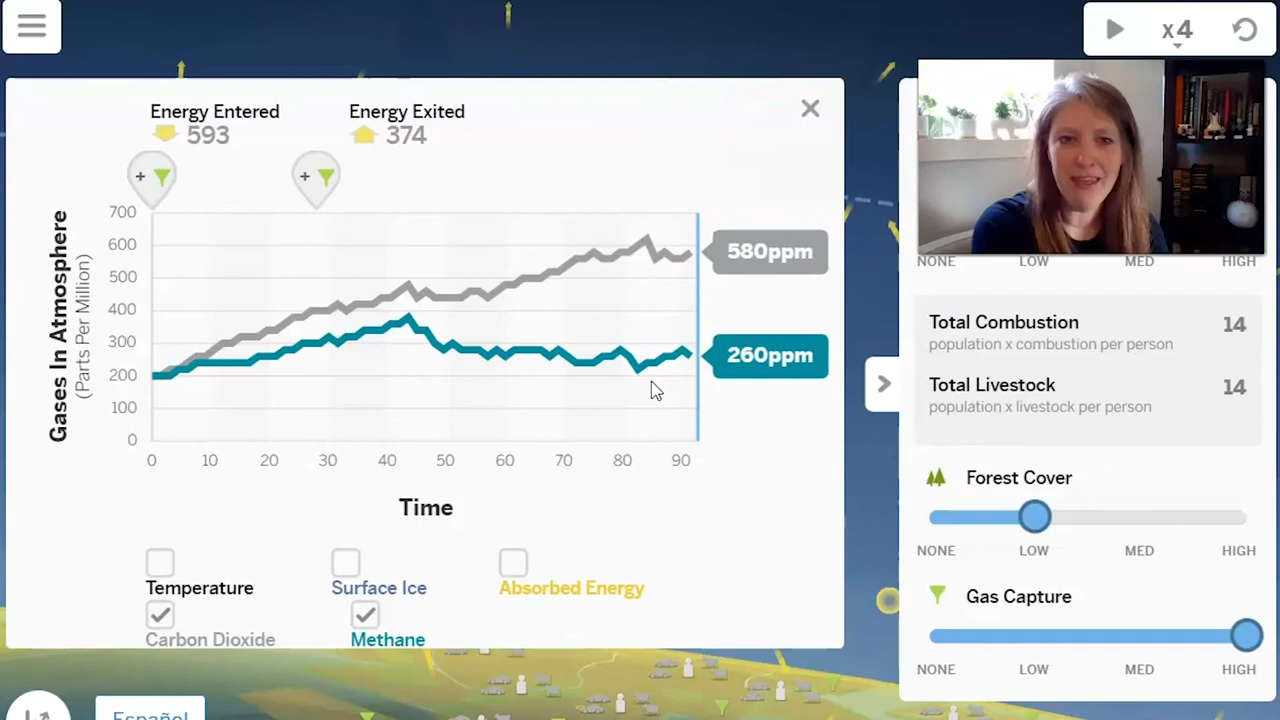 x4
Energy Entered
593
Energy Exited
374
+
+
Gases In Atmosphere
(Parts Per Million)
700
600
500
400
300
200
100
0
580ppm
260ppm
0 10 20 30 40 50 60 70 80 90
Time
Temperature
Surface Ice
Absorbed Energy
Carbon Dioxide
Methane
Español
NONE LOW MED HIGH
Total Combustion 14
population x combustion per person
Total Livestock 14
population x livestock per person
Forest Cover
NONE LOW MED HIGH
Gas Capture
NONE LOW MED HIGH